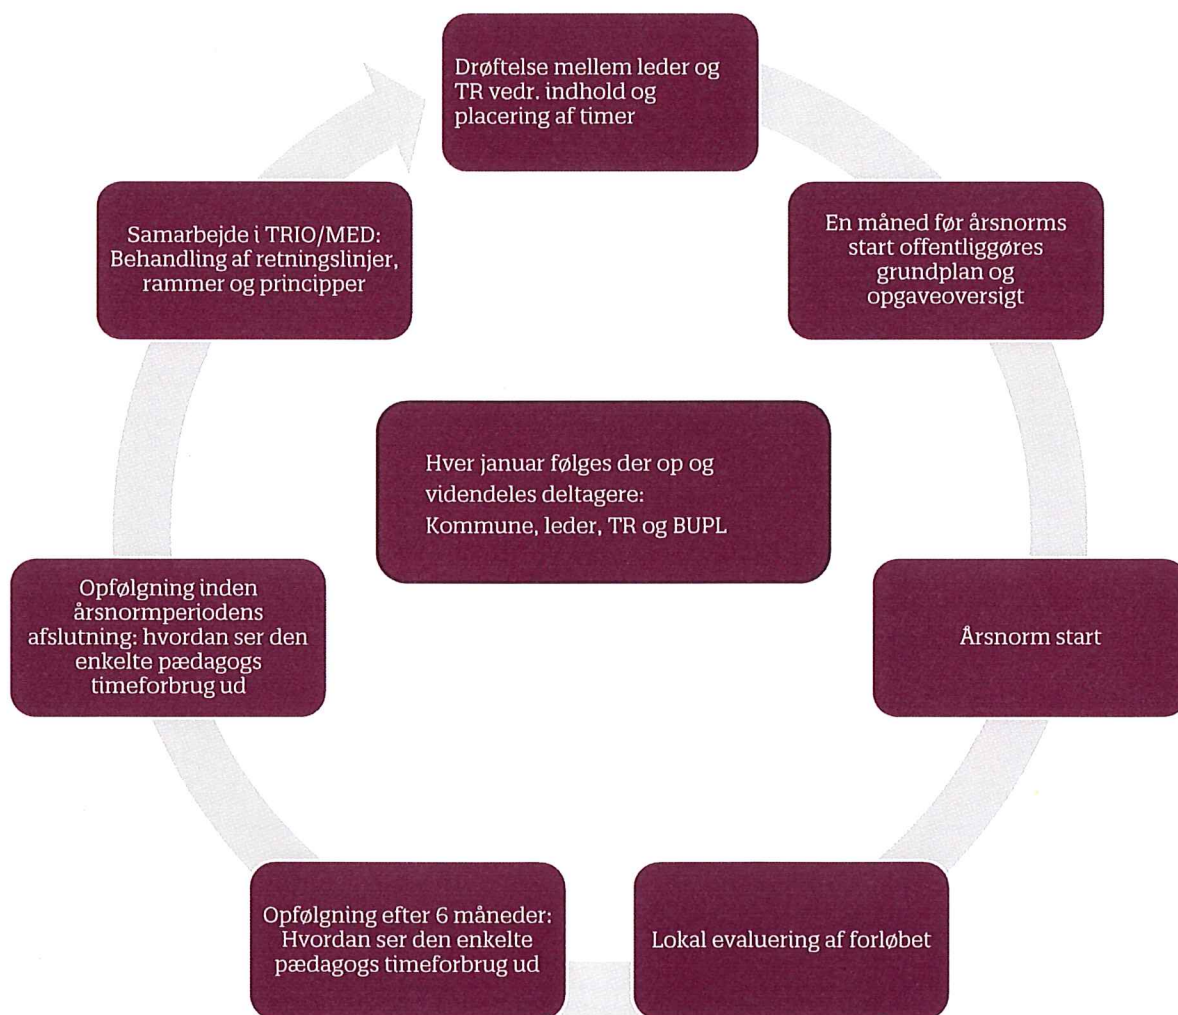 Drøftelse mellem leder og
TR vedr. indhold og
placering af timer
En måned før årsnorms
start offentliggøres
grundplan og
opgaveoversigt
Årsnorm start
Lokal evaluering af forløbet
Opfølgning efter 6 måneder:
Hvordan ser den enkelte
pædagogs timeforbrug ud
Opfølgning inden
årsnormperiodens
afslutning: hvordan ser den
enkelte pædagogs
timeforbrug ud
Samarbejde i TRIO/MED:
Behandling af retningslinjer,
rammer og principper
Hver januar følges der op og
videndeles deltagere:
Kommune, leder, TR og BUPL